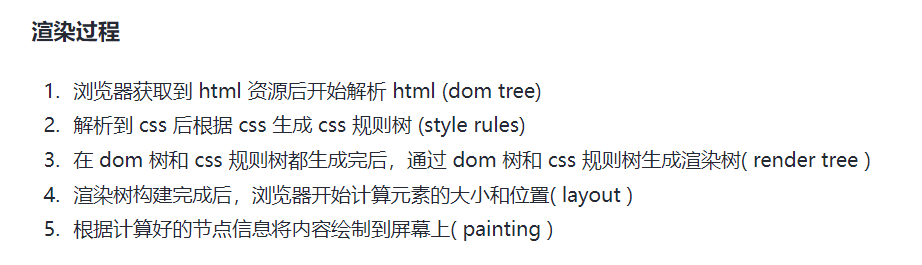 渲染过程
1. 浏览器获取到 html 资源后开始解析 html (dom tree)
2. 解析到 css 后根据 css 生成 css 规则树 (style rules)
3. 在 dom 树和 css 规则树都生成完后，通过 dom 树和 css 规则树生成渲染树( render tree )
4. 渲染树构建完成后，浏览器开始计算元素的大小和位置( layout )
5. 根据计算好的节点信息将内容绘制到屏幕上( painting )